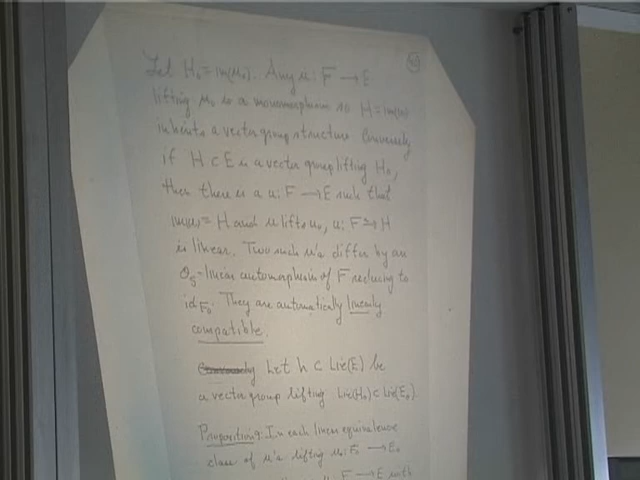 Let H₀ = im(u₀). Any u: F → E
lifting u₀ is a monomorphism so H = im(u)
inherits a vector group structure. Conversely
if H ⊂ E is a vector group lifting H₀,
then there is a u: F → E such that
im(u) = H and u lifts u₀, u: F ⥲ H
is linear. Two such u's differ by an
O_S-linear automorphism of F reducing to
id_F₀. They are automatically linearly
compatible.
Let h ⊂ Lie(E) be
a vector group lifting Lie(H₀) ⊂ Lie(E₀).
Proposition: In each linear equivalence
class of u's lifting u₀: F₀ → E₀
F → E with